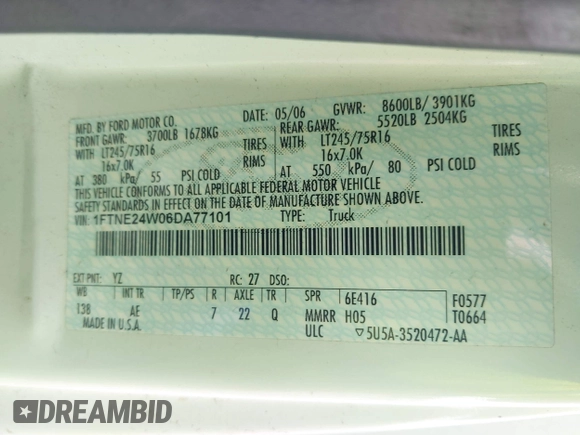 MFD. BY FORD MOTOR CO.
DATE: 05/06 GVWR: 8600LB/ 3901KG
FRONT GAWR: 3700LB 1678KG
REAR GAWR: 5520LB 2504KG
WITH LT245/75R16 TIRES
16x7.0K RIMS
WITH LT245/75R16 TIRES
16x7.0K RIMS
AT 380 kPa/ 55 PSI COLD
AT 550 kPa/ 80 PSI COLD
THIS VEHICLE CONFORMS TO ALL APPLICABLE FEDERAL MOTOR VEHICLE
SAFETY STANDARDS IN EFFECT ON THE DATE OF MANUFACTURE SHOWN ABOVE.
VIN: 1FTNE24W06DA77101 TYPE: Truck
EXT PNT: YZ RC: 27 DSO:
WB INT TR TP/PS R AXLE TR SPR 6E416 F0577
138 AE 7 22 Q MMRR H05 T0664
MADE IN U.S.A. ULC 5U5A-3520472-AA
DREAMBID